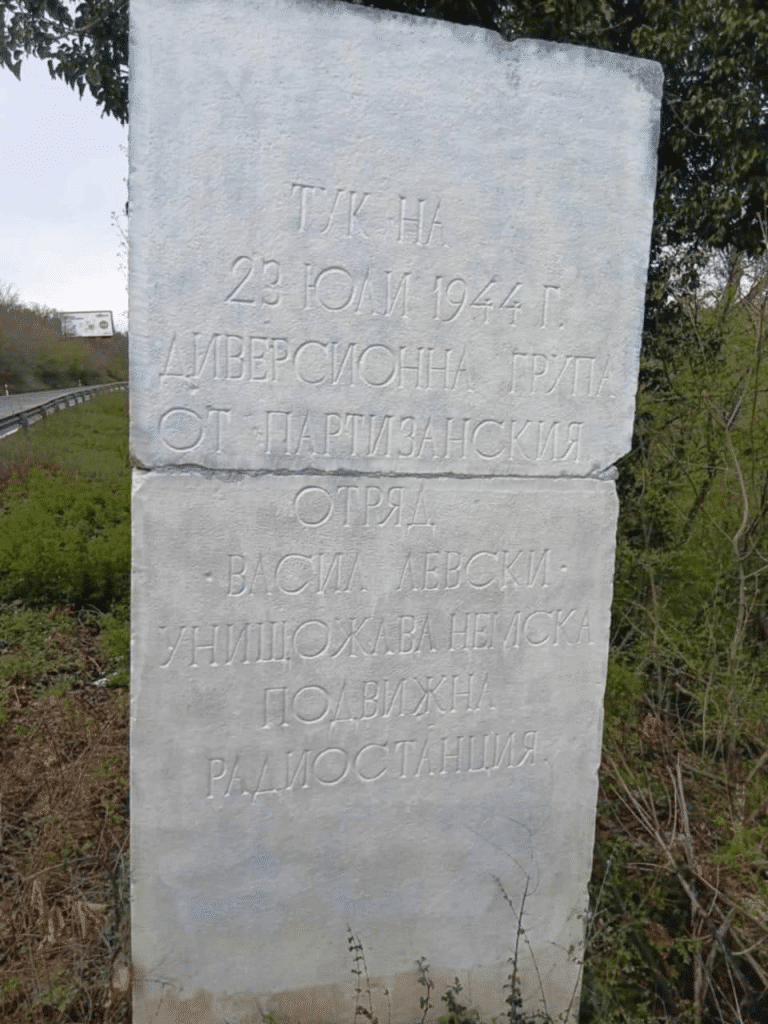 ТУК НА
23 ЮЛИ 1944 Г.
ДИВЕРСИОННА ГРУПА
ОТ ПАРТИЗАНСКИЯ
ОТРЯД
·ВАСИЛ ЛЕВСКИ·
УНИЩОЖАВА НЕМСКА
ПОДВИЖНА
РАДИОСТАНЦИЯ.